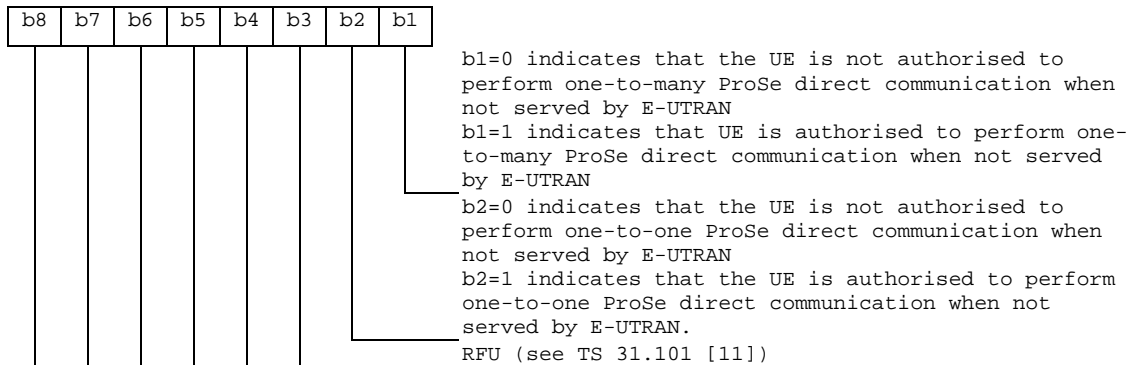 b8 b7 b6 b5 b4 b3 b2 b1
b1=0 indicates that the UE is not authorised to
perform one-to-many ProSe direct communication when
not served by E-UTRAN
b1=1 indicates that UE is authorised to perform one-
to-many ProSe direct communication when not served
by E-UTRAN
b2=0 indicates that the UE is not authorised to
perform one-to-one ProSe direct communication when
not served by E-UTRAN
b2=1 indicates that the UE is authorised to perform
one-to-one ProSe direct communication when not
served by E-UTRAN.
RFU (see TS 31.101 [11])